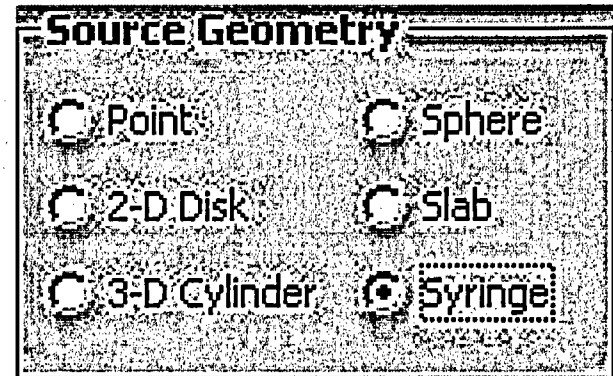 Source Geometry
Point
Sphere
2-D Disk
Slab
3-D Cylinder
Syringe